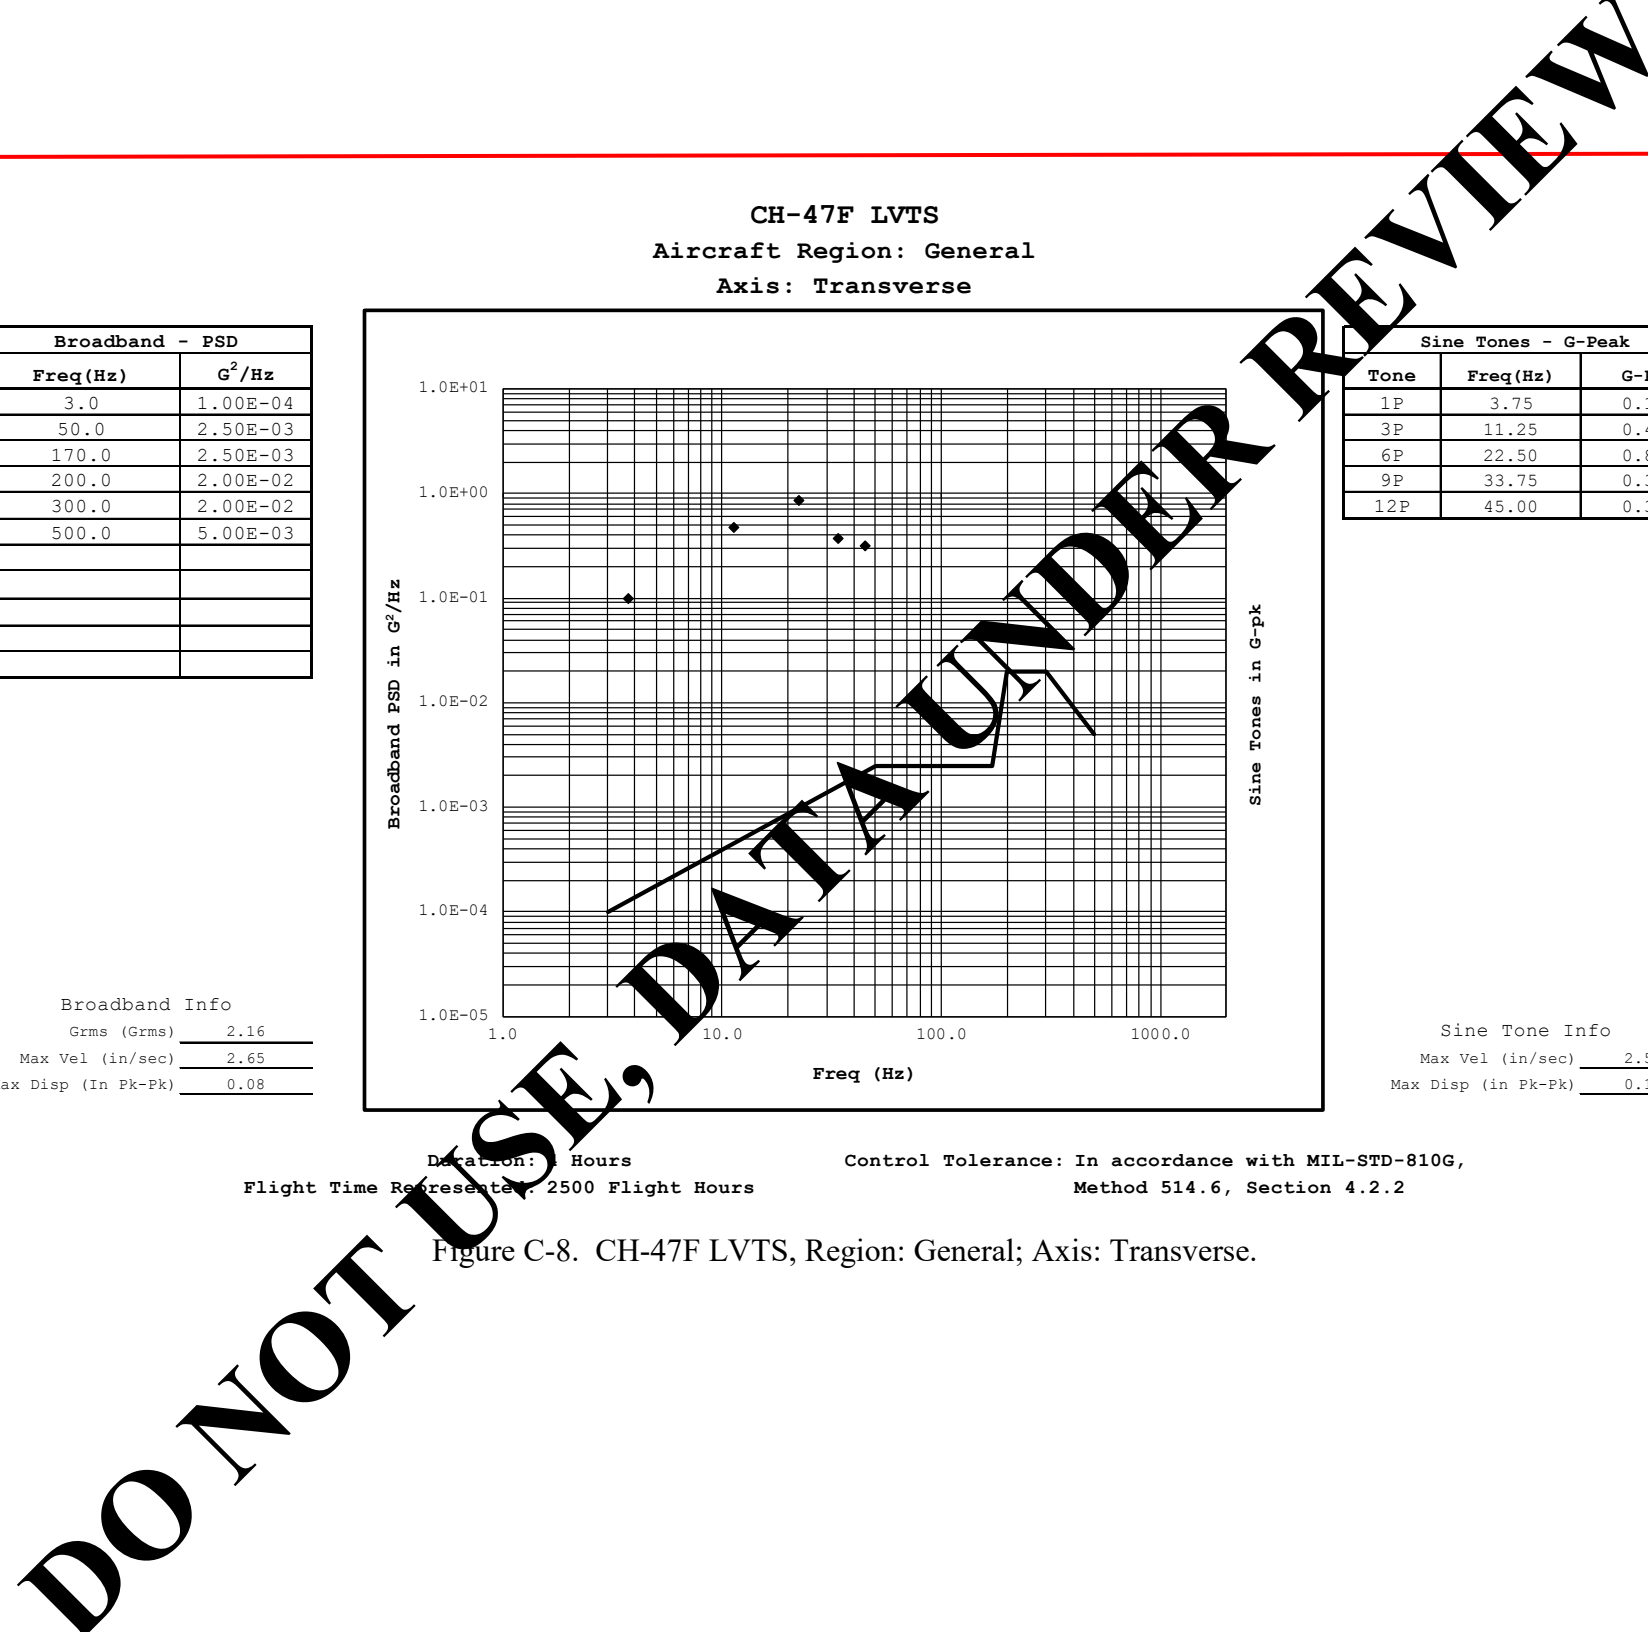 CH-47F LVTS
Aircraft Region: General
Axis: Transverse
Broadband - PSD
Freq(Hz) G²/Hz
3.0 1.00E-04
50.0 2.50E-03
170.0 2.50E-03
200.0 2.00E-02
300.0 2.00E-02
500.0 5.00E-03
Broadband Info
Grms (Grms) 2.16
Max Vel (in/sec) 2.65
Disp (In Pk-Pk) 0.08
Broadband PSD in G²/Hz
1.0E+01
1.0E+00
1.0E-01
1.0E-02
1.0E-03
1.0E-04
1.0E-05
1.0 10.0 100.0 1000.0
Freq (Hz)
Sine Tones in G-pk
Sine Tones - G-Peak
Tone Freq(Hz)
1P 3.75
3P 11.25
6P 22.50
9P 33.75
12P 45.00
Sine Tone Info
Max Vel (in/sec)
Max Disp (in Pk-Pk)
Duration: Hours
Flight Time Represented: 2500 Flight Hours
Control Tolerance: In accordance with MIL-STD-810G,
Method 514.6, Section 4.2.2
Figure C-8. CH-47F LVTS, Region: General; Axis: Transverse.
DO NOT USE, DATA UNDER REVIEW